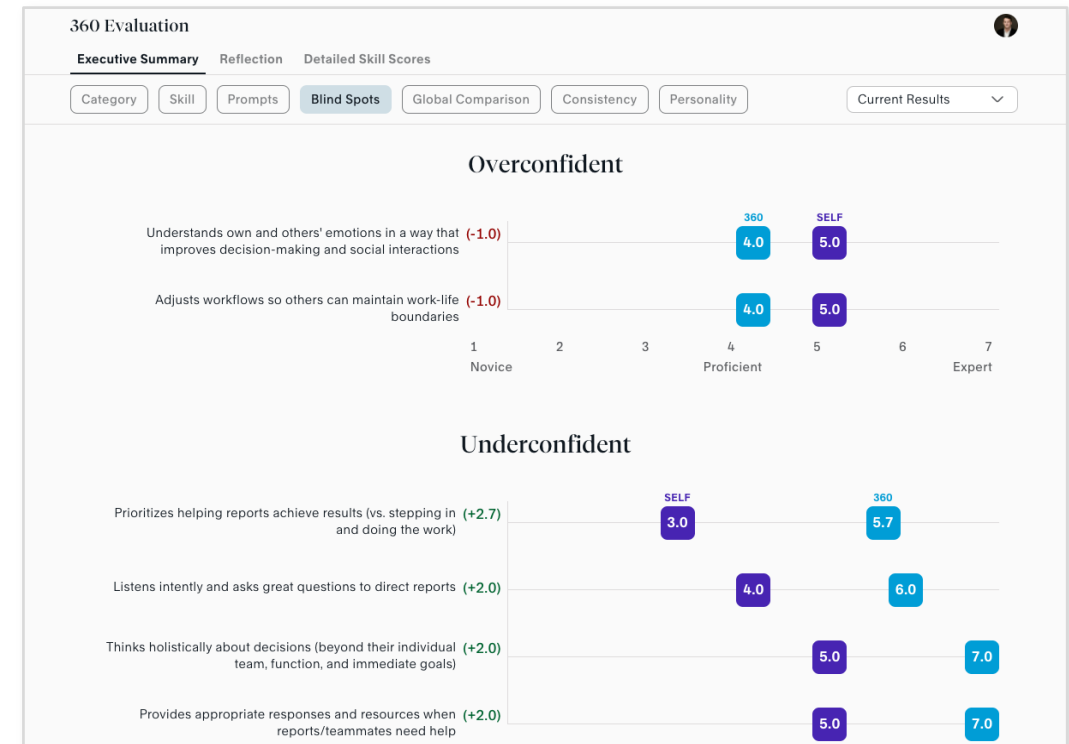 360 Evaluation
Executive Summary Reflection Detailed Skill Scores
Category Skill Prompts Blind Spots Global Comparison Consistency Personality Current Results
Overconfident
360 SELF
Understands own and others' emotions in a way that (-1.0)
improves decision-making and social interactions
4.0 5.0
Adjusts workflows so others can maintain work-life (-1.0)
boundaries
4.0 5.0
1 2 3 4 5 6 7
Novice Proficient Expert
Underconfident
SELF 360
Prioritizes helping reports achieve results (vs. stepping in (+2.7)
and doing the work)
3.0 5.7
Listens intently and asks great questions to direct reports (+2.0) 4.0 6.0
Thinks holistically about decisions (beyond their individual (+2.0)
team, function, and immediate goals)
5.0 7.0
Provides appropriate responses and resources when (+2.0)
reports/teammates need help
5.0 7.0